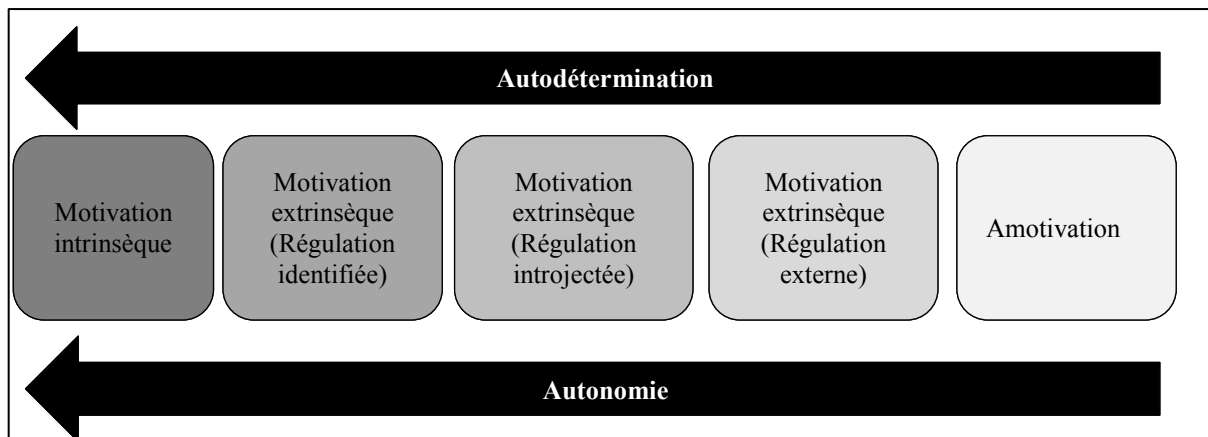 Autodétermination
Motivation
intrinsèque
Motivation
extrinsèque
(Régulation
identifiée)
Motivation
extrinsèque
(Régulation
introjectée)
Motivation
extrinsèque
(Régulation
externe)
Amotivation
Autonomie